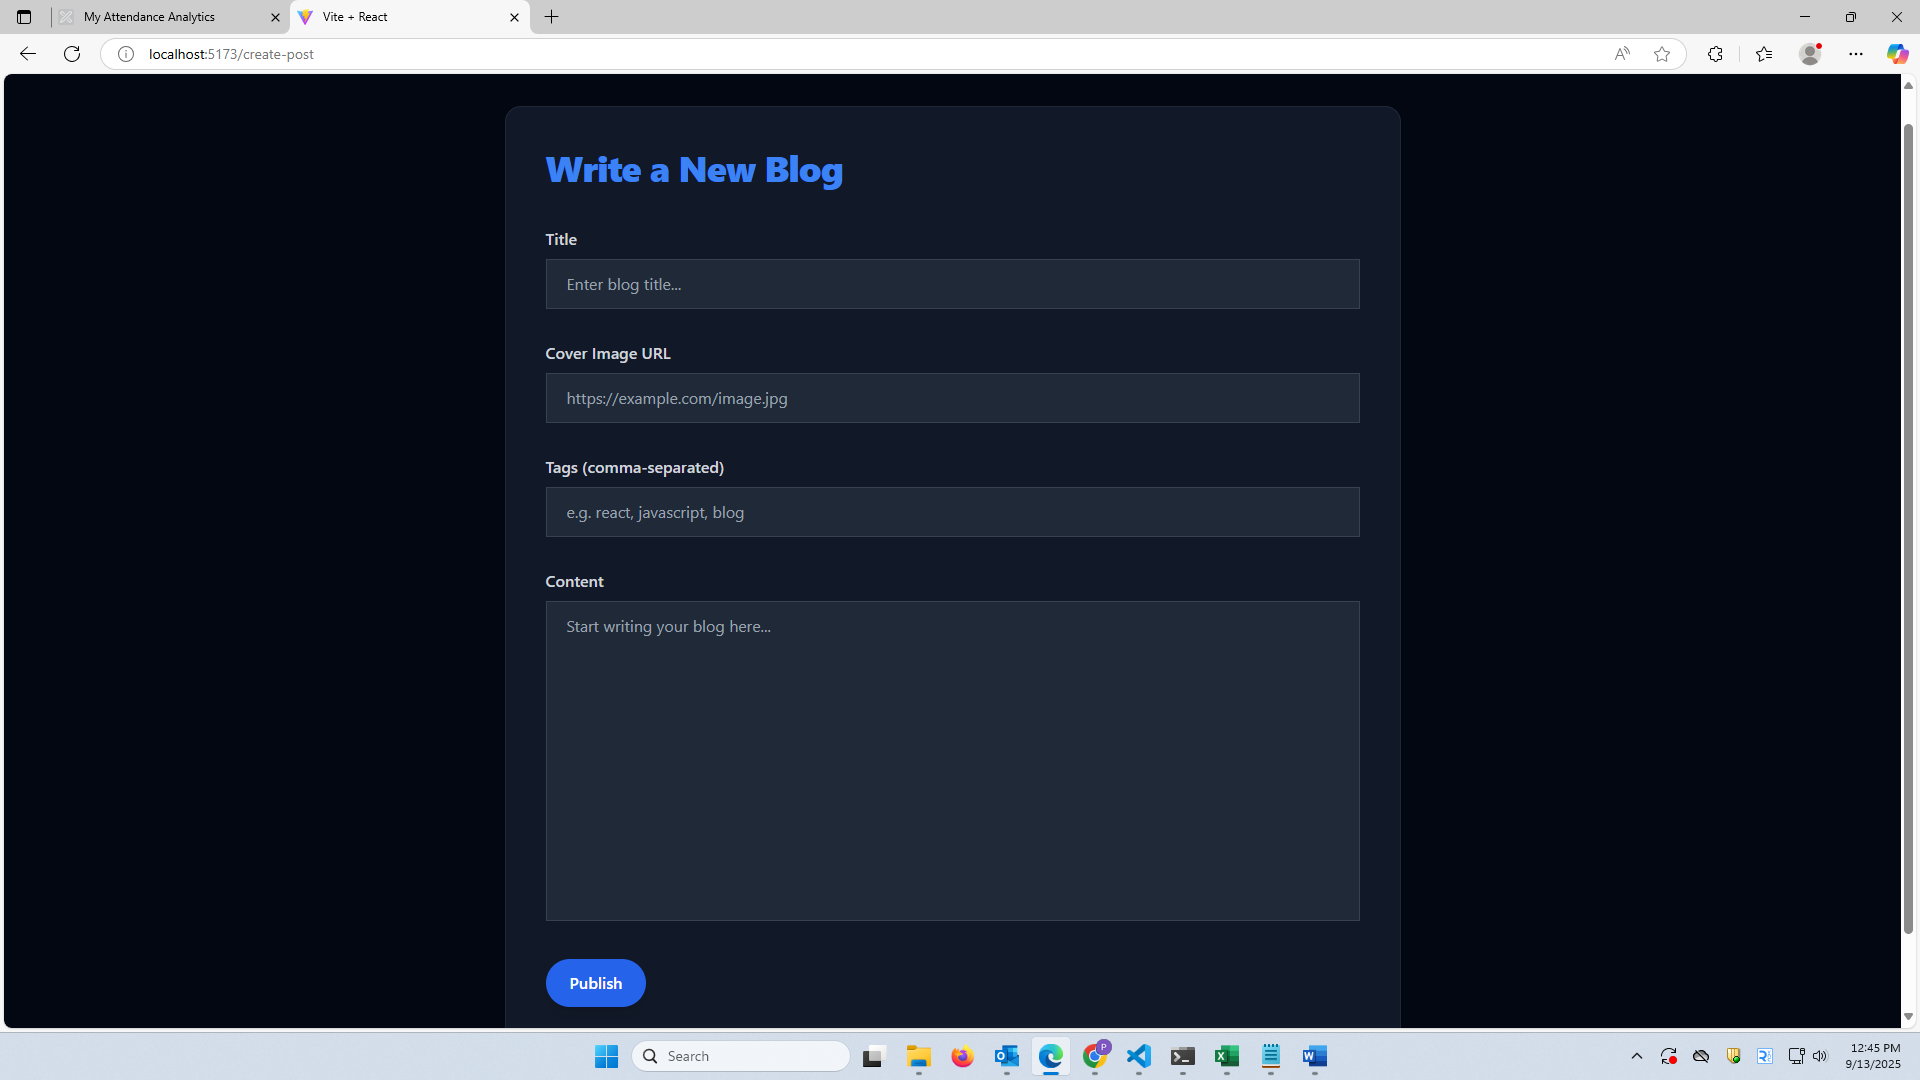 My Attendance Analytics
Vite + React
localhost:5173/create-post
Write a New Blog
Title
Enter blog title...
Cover Image URL
https://example.com/image.jpg
Tags (comma-separated)
e.g. react, javascript, blog
Content
Start writing your blog here...
Publish
Search
P
12:45 PM
9/13/2025